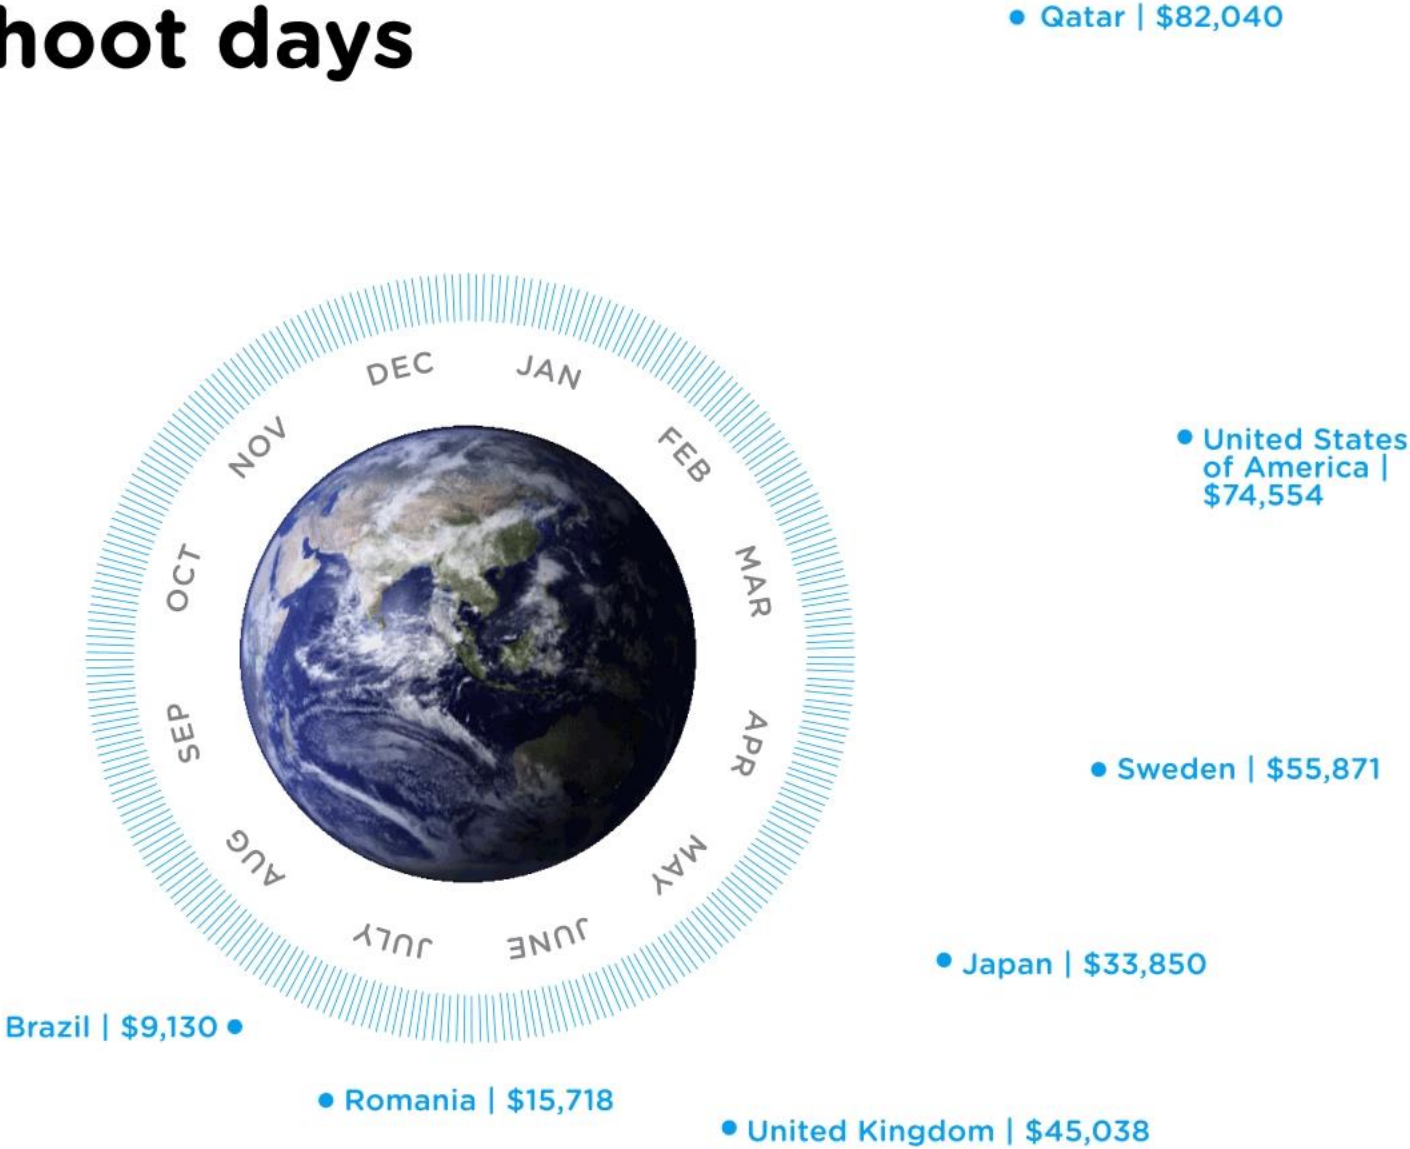 hoot days
Qatar | $82,040
DEC
JAN
NOV
FEB
OCT
MAR
SEP
APR
AUG
MAY
JULY
JUNE
United States
of America |
$74,554
Sweden | $55,871
Japan | $33,850
Brazil | $9,130
Romania | $15,718
United Kingdom | $45,038